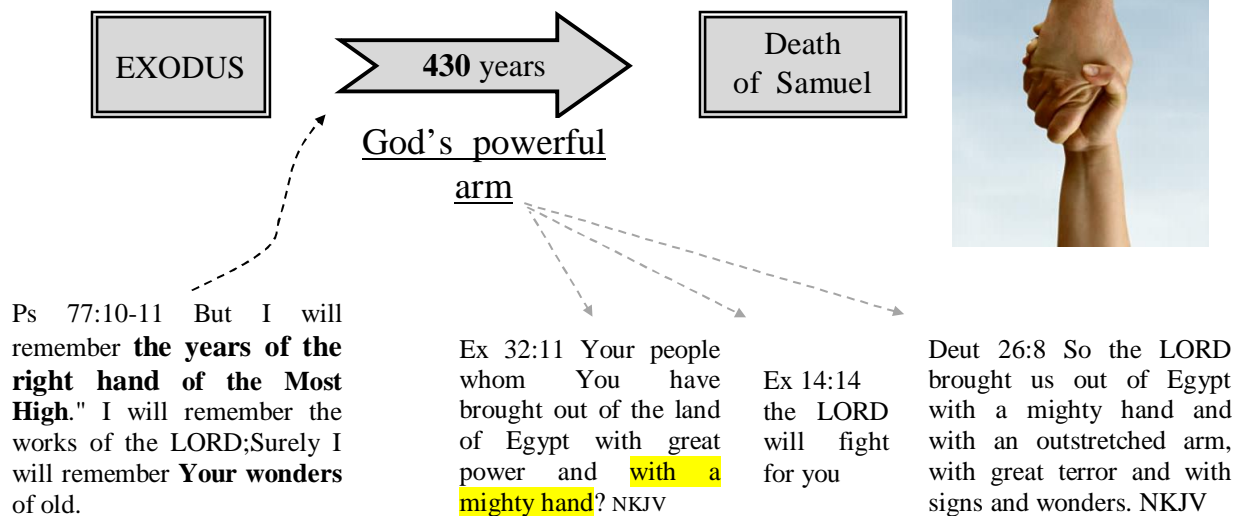 EXODUS
430 years
Death
of Samuel
God's powerful
arm
Ps 77:10-11 But I will
remember the years of the
right hand of the Most
High." I will remember the
works of the LORD;Surely I
will remember Your wonders
of old.
Ex 32:11 Your people
whom You have
brought out of the land
of Egypt with great
power and with a
mighty hand? NKJV
Ex 14:14
the LORD
will fight
for you
Deut 26:8 So the LORD
brought us out of Egypt
with a mighty hand and
with an outstretched arm,
with great terror and with
signs and wonders. NKJV